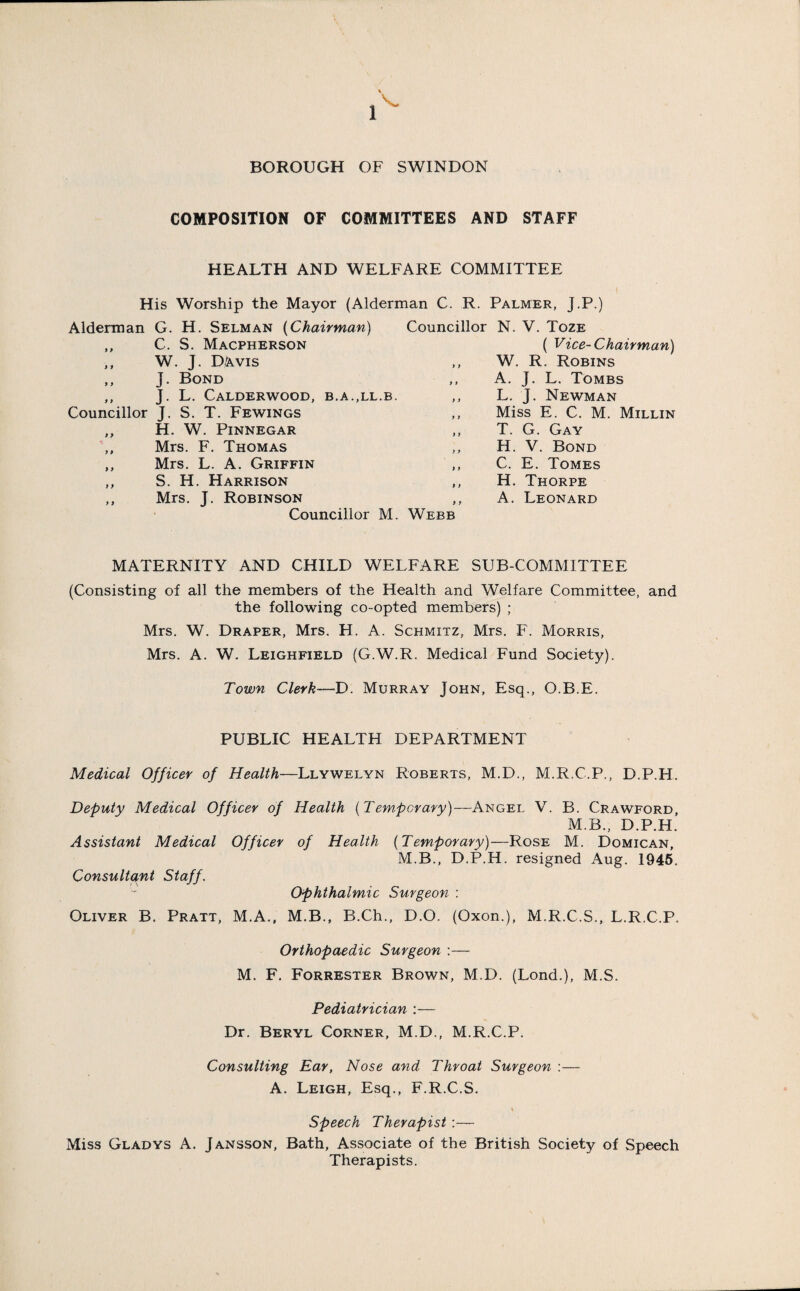 1
BOROUGH OF SWINDON
COMPOSITION OF COMMITTEES AND STAFF
HEALTH AND WELFARE COMMITTEE
His Worship the Mayor (Alderman C. R. Palmer, J.P.)
Alderman G. H. Selman (Chairman) Councillor N. V. Toze
,, C. S. Macpherson ( Vice-Chairman)
,, W. J. Davis ,, W. R. Robins
,, J. Bond ,, A. J. L. Tombs
,, J. L. Calderwood, B.A.,LL.B. ,, L. J. Newman
Councillor J. S. T. Fewings ,, Miss E. C. M. Millin
,, H. W. Pinnegar ,, T. G. Gay
,, Mrs. F. Thomas ,, H. V. Bond
,, Mrs. L. A. Griffin ,, C. E. Tomes
,, S. H. Harrison ,, H. Thorpe
,, Mrs. J. Robinson ,, A. Leonard
Councillor M. Webb
MATERNITY AND CHILD WELFARE SUB-COMMITTEE
(Consisting of all the members of the Health and Welfare Committee, and
the following co-opted members) ;
Mrs. W. Draper, Mrs. H. A. Schmitz, Mrs. F. Morris,
Mrs. A. W. Leighfield (G.W.R. Medical Fund Society).
Town Clerk—D. Murray John, Esq., O.B.E.
PUBLIC HEALTH DEPARTMENT
Medical Officer of Health—Llywelyn Roberts, M.D., M.R.C.P., D.P.H.
Deputy Medical Officer of Health (Temporary)—Angel V. B. Crawford,
M.B., D.P.H.
Assistant Medical Officer of Health (Temporary)—Rose M. Domican,
M.B., D.P.H. resigned Aug. 1945.
Consultant Staff.
Ophthalmic Surgeon :
Oliver B. Pratt, M.A., M.B., B.Ch., D.O. (Oxon.), M.R.C.S., L.R.C.P.
Orthopaedic Surgeon :—
M. F. Forrester Brown, M.D. (Lond.), M.S.
Pediatrician :—
Dr. Beryl Corner, M.D., M.R.C.P.
Consulting Ear, Nose and Throat Surgeon :—
A. Leigh, Esq., F.R.C.S.
Speech Therapist :—
Miss Gladys A. Jansson, Bath, Associate of the British Society of Speech
Therapists.